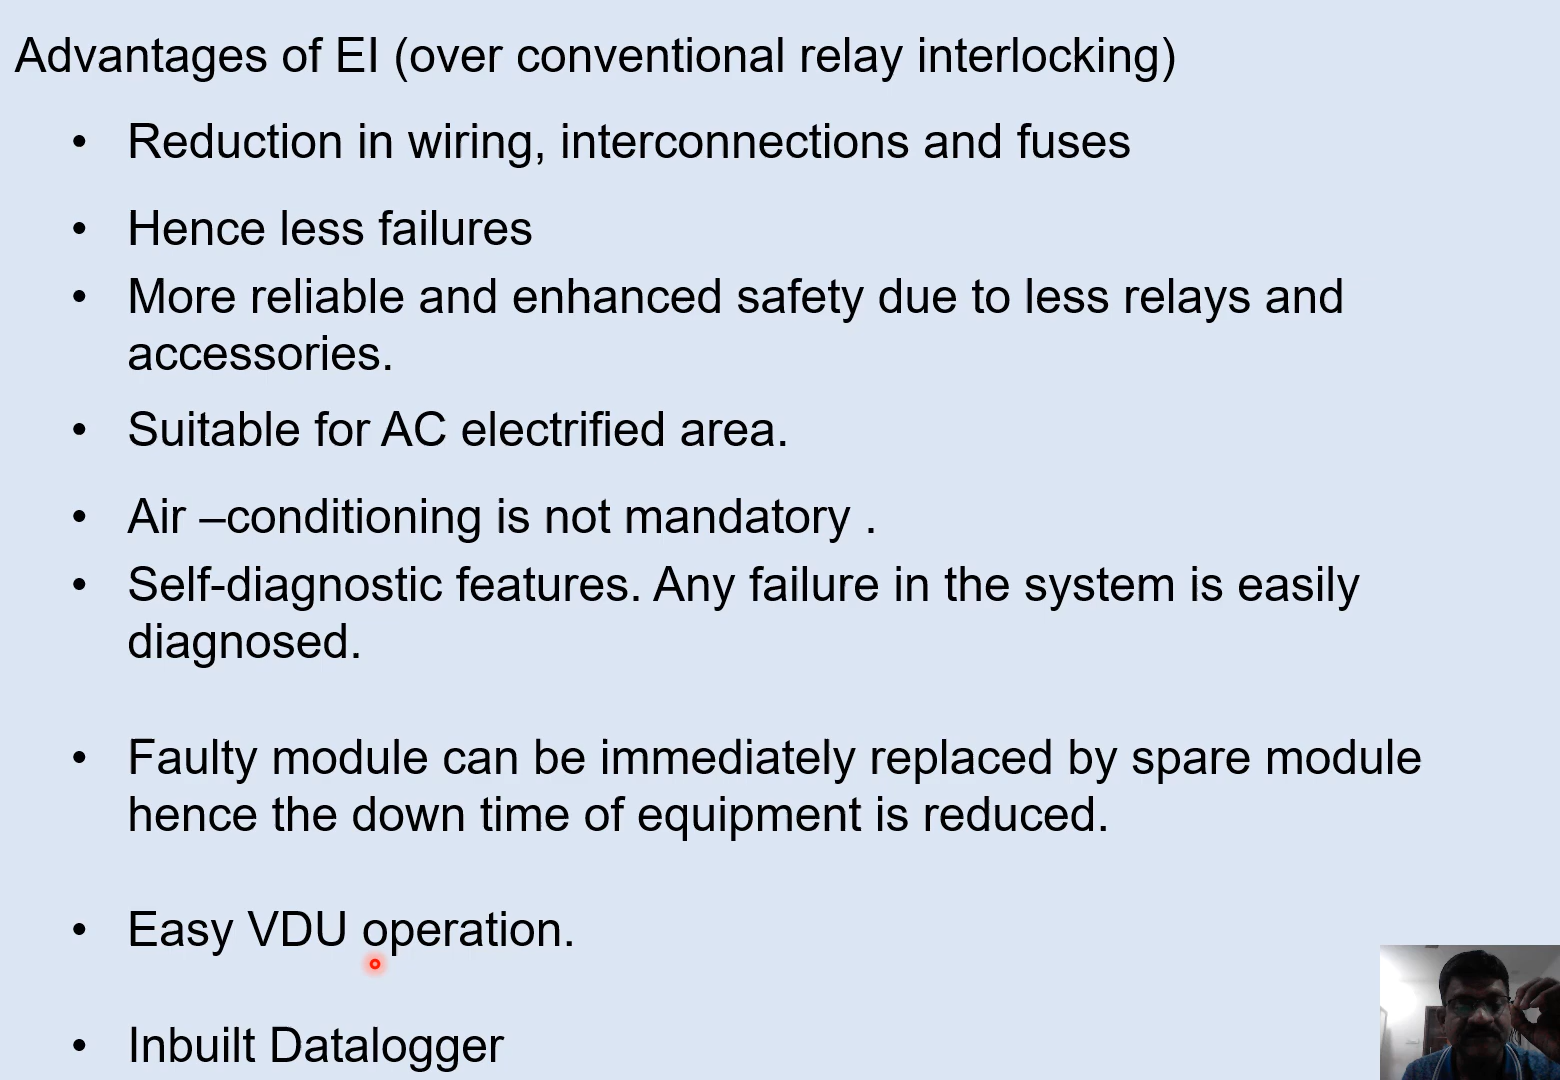 Advantages of EI (over conventional relay interlocking)
• Reduction in wiring, interconnections and fuses
• Hence less failures
• More reliable and enhanced safety due to less relays and
accessories.
• Suitable for AC electrified area.
• Air –conditioning is not mandatory .
• Self-diagnostic features. Any failure in the system is easily
diagnosed.
• Faulty module can be immediately replaced by spare module
hence the down time of equipment is reduced.
• Easy VDU operation.
• Inbuilt Datalogger